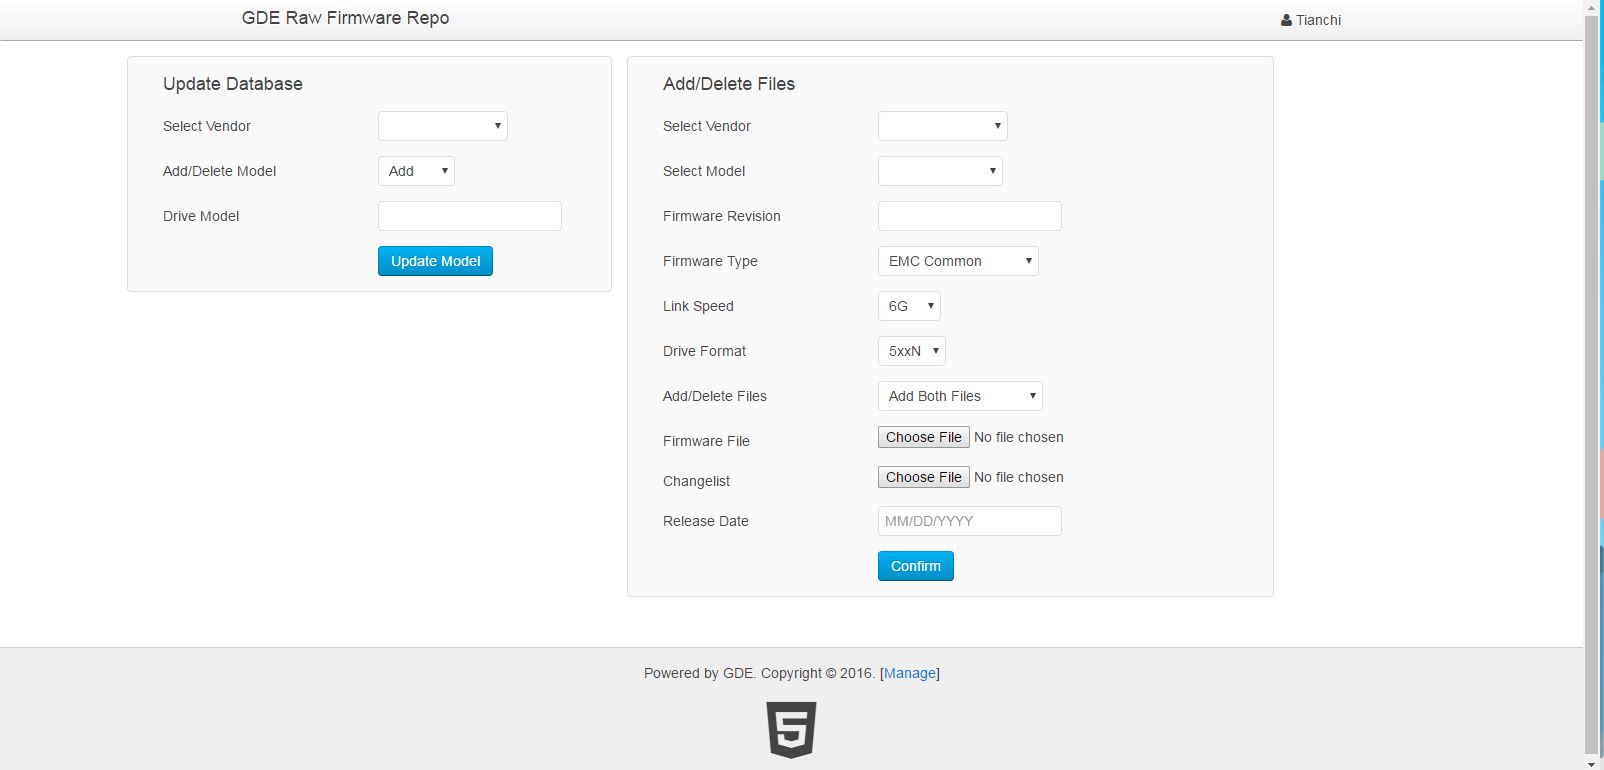 GDE Raw Firmware Repo
Tianchi
Update Database
Select Vendor
Add/Delete Model
Add
Drive Model
Update Model
Add/Delete Files
Select Vendor
Select Model
Firmware Revision
Firmware Type
EMC Common
Link Speed
6G
Drive Format
5xxN
Add/Delete Files
Add Both Files
Firmware File
Choose File No file chosen
Changelist
Choose File No file chosen
Release Date
MM/DD/YYYY
Confirm
Powered by GDE. Copyright © 2016. [Manage]
5